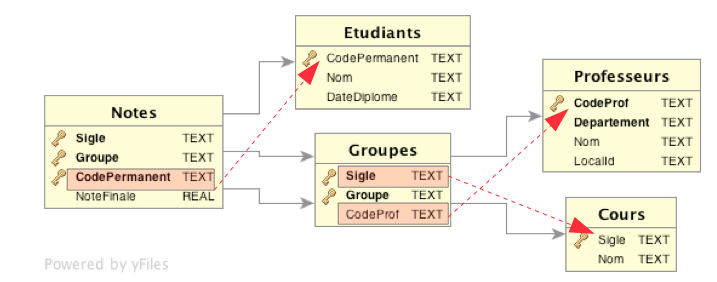 Etudiants
CodePermanent TEXT
Nom TEXT
DateDiplome TEXT
Professeurs
CodeProf TEXT
Departement TEXT
Nom TEXT
LocalId TEXT
Notes
Sigle TEXT
Groupe TEXT
CodePermanent TEXT
NoteFinale REAL
Groupes
Sigle TEXT
Groupe TEXT
CodeProf TEXT
Cours
Sigle TEXT
Nom TEXT
Powered by yFiles